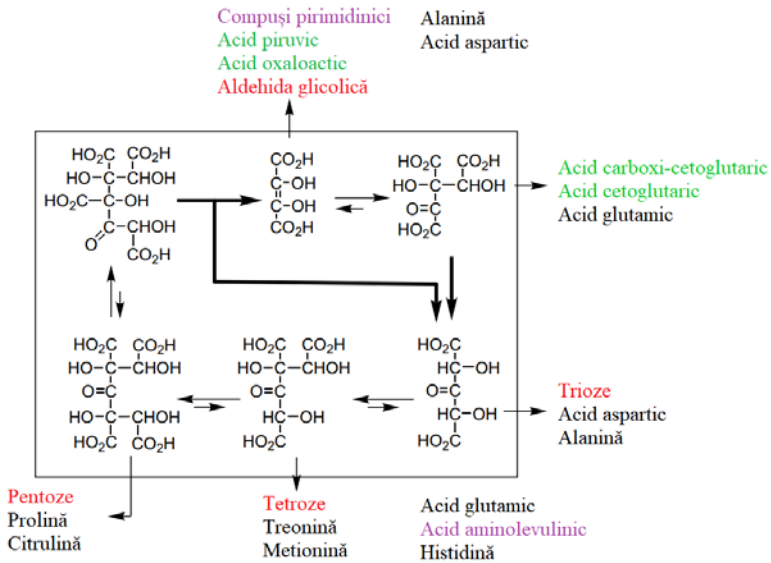 Compuși pirimidinici
Acid piruvic
Acid oxaloactic
Aldehida glicolică
Alanină
Acid aspartic
HO₂C CO₂H
HO CHOH
HO₂C OH
CHOH
O
CO₂H
CO₂H
C-OH
C-OH
CO₂H
HO₂C CO₂H
HO CHOH
O
HO₂C
Acid carboxi-cetoglutaric
Acid cetoglutaric
Acid glutamic
HO₂C CO₂H
HO-C-CHOH
O=C
HO-C-CHOH
HO₂C CO₂H
HO₂C CO₂H
HO-C-CHOH
O=C
HC-OH
HO₂C
HO₂C
HC-OH
O=C
HC-OH
HO₂C
Trioze
Acid aspartic
Alanină
Pentoze
Prolină
Citrulină
Tetroze
Treonină
Metionină
Acid glutamic
Acid aminolevulinic
Histidină